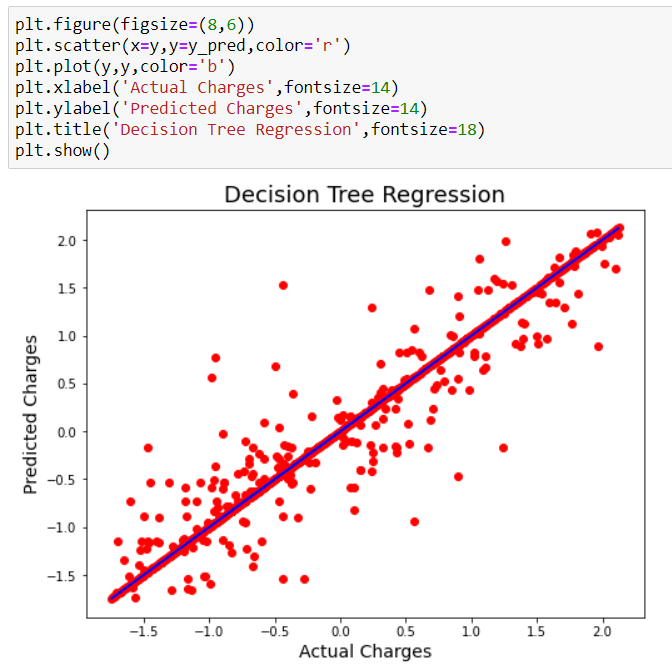 plt.figure(figsize=(8,6))
plt.scatter(x=y,y=y_pred,color='r')
plt.plot(y,y,color='b')
plt.xlabel('Actual Charges',fontsize=14)
plt.ylabel('Predicted Charges',fontsize=14)
plt.title('Decision Tree Regression',fontsize=18)
plt.show()
Decision Tree Regression
Predicted Charges
2.0
1.5
1.0
0.5
0.0
−0.5
−1.0
−1.5
−1.5 −1.0 −0.5 0.0 0.5 1.0 1.5 2.0
Actual Charges